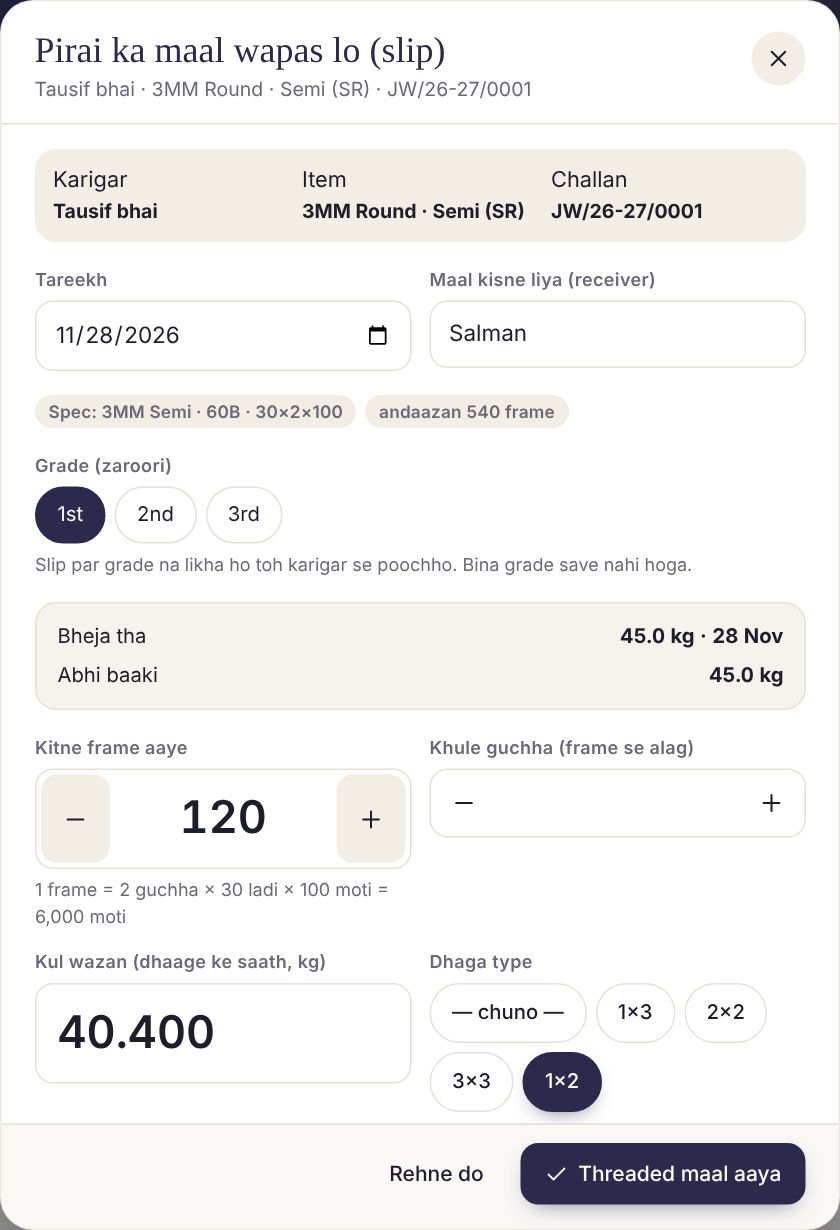 Pirai ka maal wapas lo (slip)
Tausif bhai · 3MM Round · Semi (SR) · JW/26-27/0001
Karigar Item Challan
Tausif bhai 3MM Round · Semi (SR) JW/26-27/0001
Tareekh Maal kisne liya (receiver)
11/28/2026 Salman
Spec: 3MM Semi · 60B · 30×2×100 andaazan 540 frame
Grade (zaroori)
1st 2nd 3rd
Slip par grade na likha ho toh karigar se poochho. Bina grade save nahi hoga.
Bheja tha 45.0 kg · 28 Nov
Abhi baaki 45.0 kg
Kitne frame aaye Khule guchha (frame se alag)
− 120 + − +
1 frame = 2 guchha × 30 ladi × 100 moti =
6,000 moti
Kul wazan (dhaage ke saath, kg) Dhaga type
40.400 — chuno — 1×3 2×2
3×3 1×2
Rehne do ✓ Threaded maal aaya